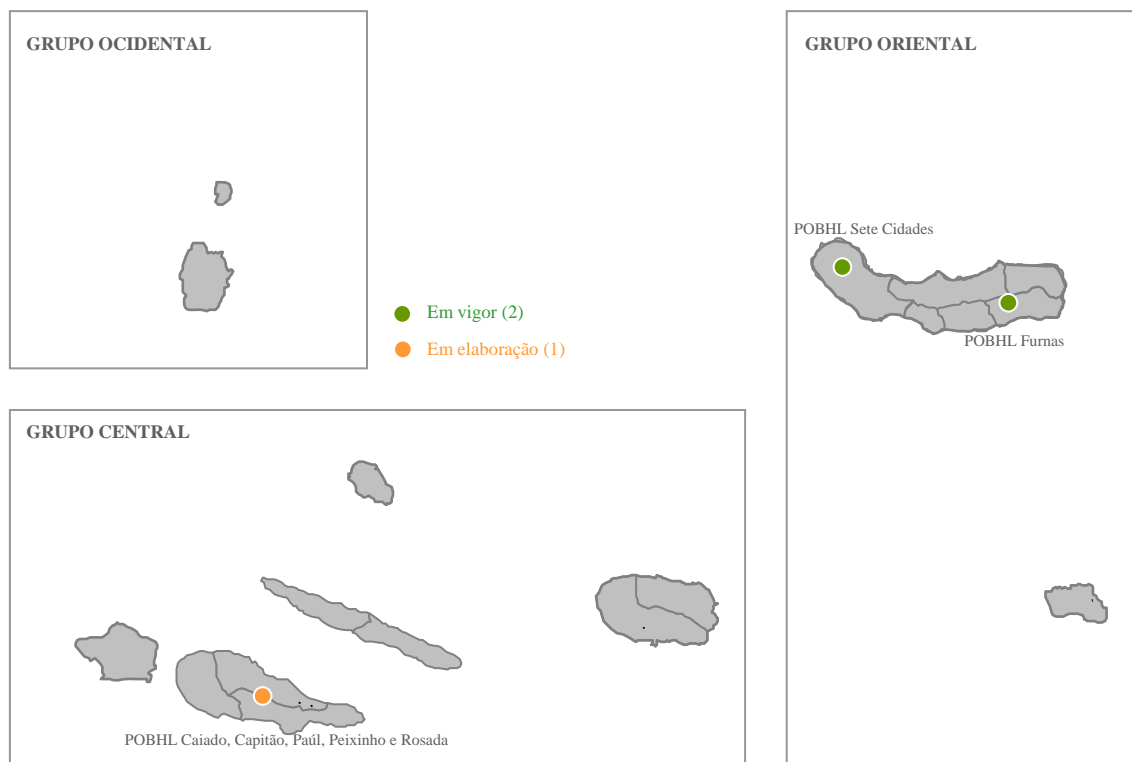 GRUPO OCIDENTAL
GRUPO ORIENTAL
POBHL Sete Cidades
Em vigor (2)
POBHL Furnas
Em elaboração (1)
GRUPO CENTRAL
POBHL Caiado, Capitão, Paúl, Peixinho e Rosada